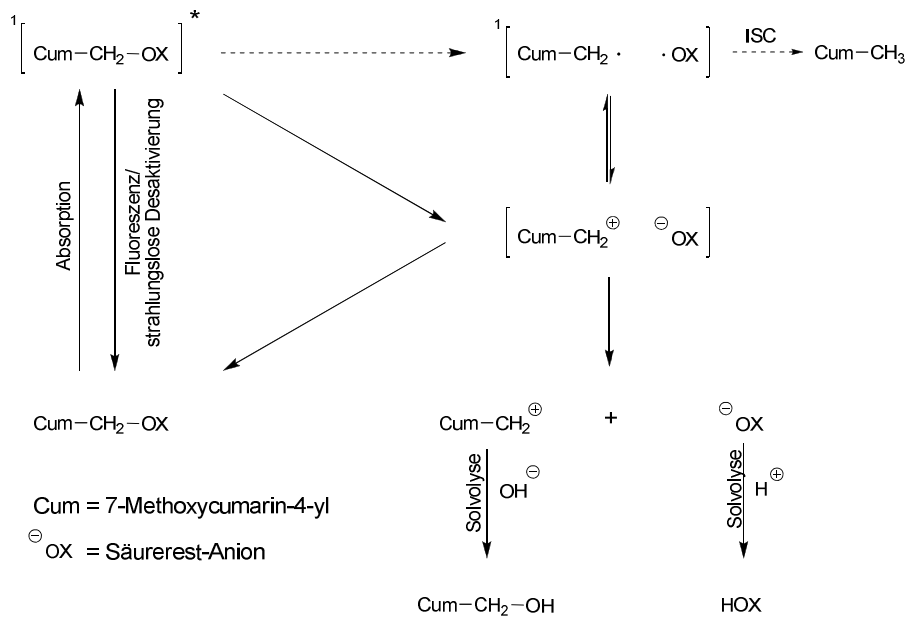 1[Cum–CH2–OX]*
1[Cum–CH2· ·OX]
ISC
Cum–CH3
Absorption
Fluoreszenz/
strahlungslose Desaktivierung
[Cum–CH2⊕ ⊖OX]
Cum–CH2–OX
Cum–CH2⊕ + ⊖OX
Solvolyse
OH⊖
Solvolyse
H⊕
Cum = 7-Methoxycumarin-4-yl
⊖OX = Säurerest-Anion
Cum–CH2–OH
HOX